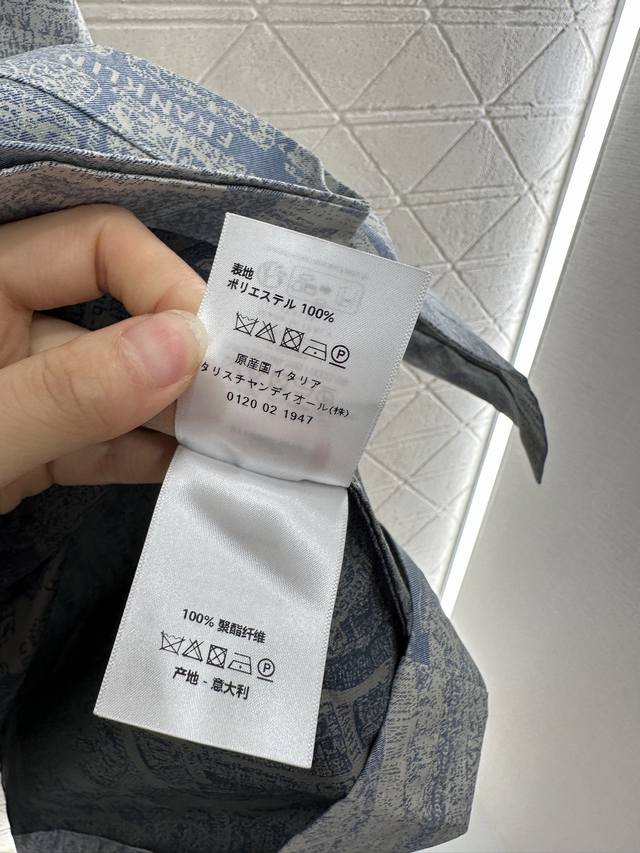 FRANKLIN
表地
ポリエステル 100%
原産国 イタリア
タリスチャンディオール(株)
0120 02 1947
100% 聚酯纤维
产地 - 意大利